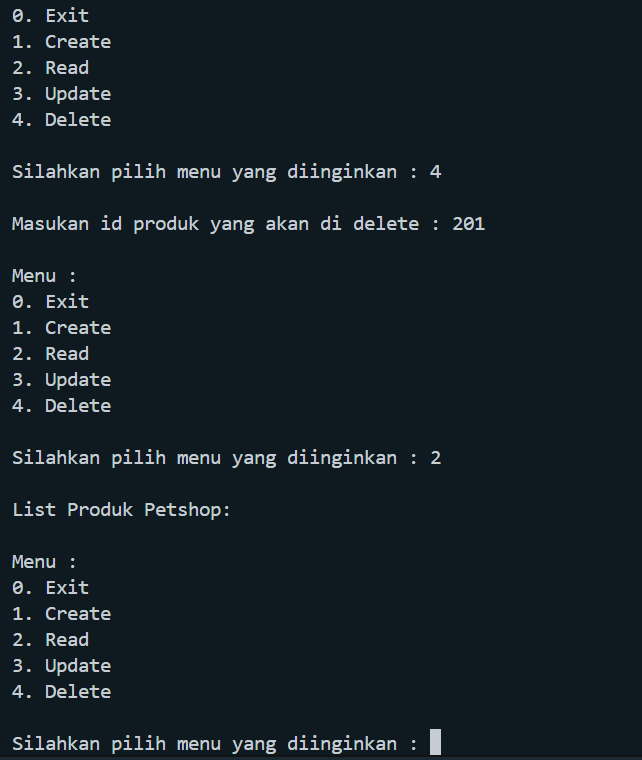 0. Exit
1. Create
2. Read
3. Update
4. Delete
Silahkan pilih menu yang diinginkan : 4
Masukan id produk yang akan di delete : 201
Menu :
0. Exit
1. Create
2. Read
3. Update
4. Delete
Silahkan pilih menu yang diinginkan : 2
List Produk Petshop:
Menu :
0. Exit
1. Create
2. Read
3. Update
4. Delete
Silahkan pilih menu yang diinginkan :